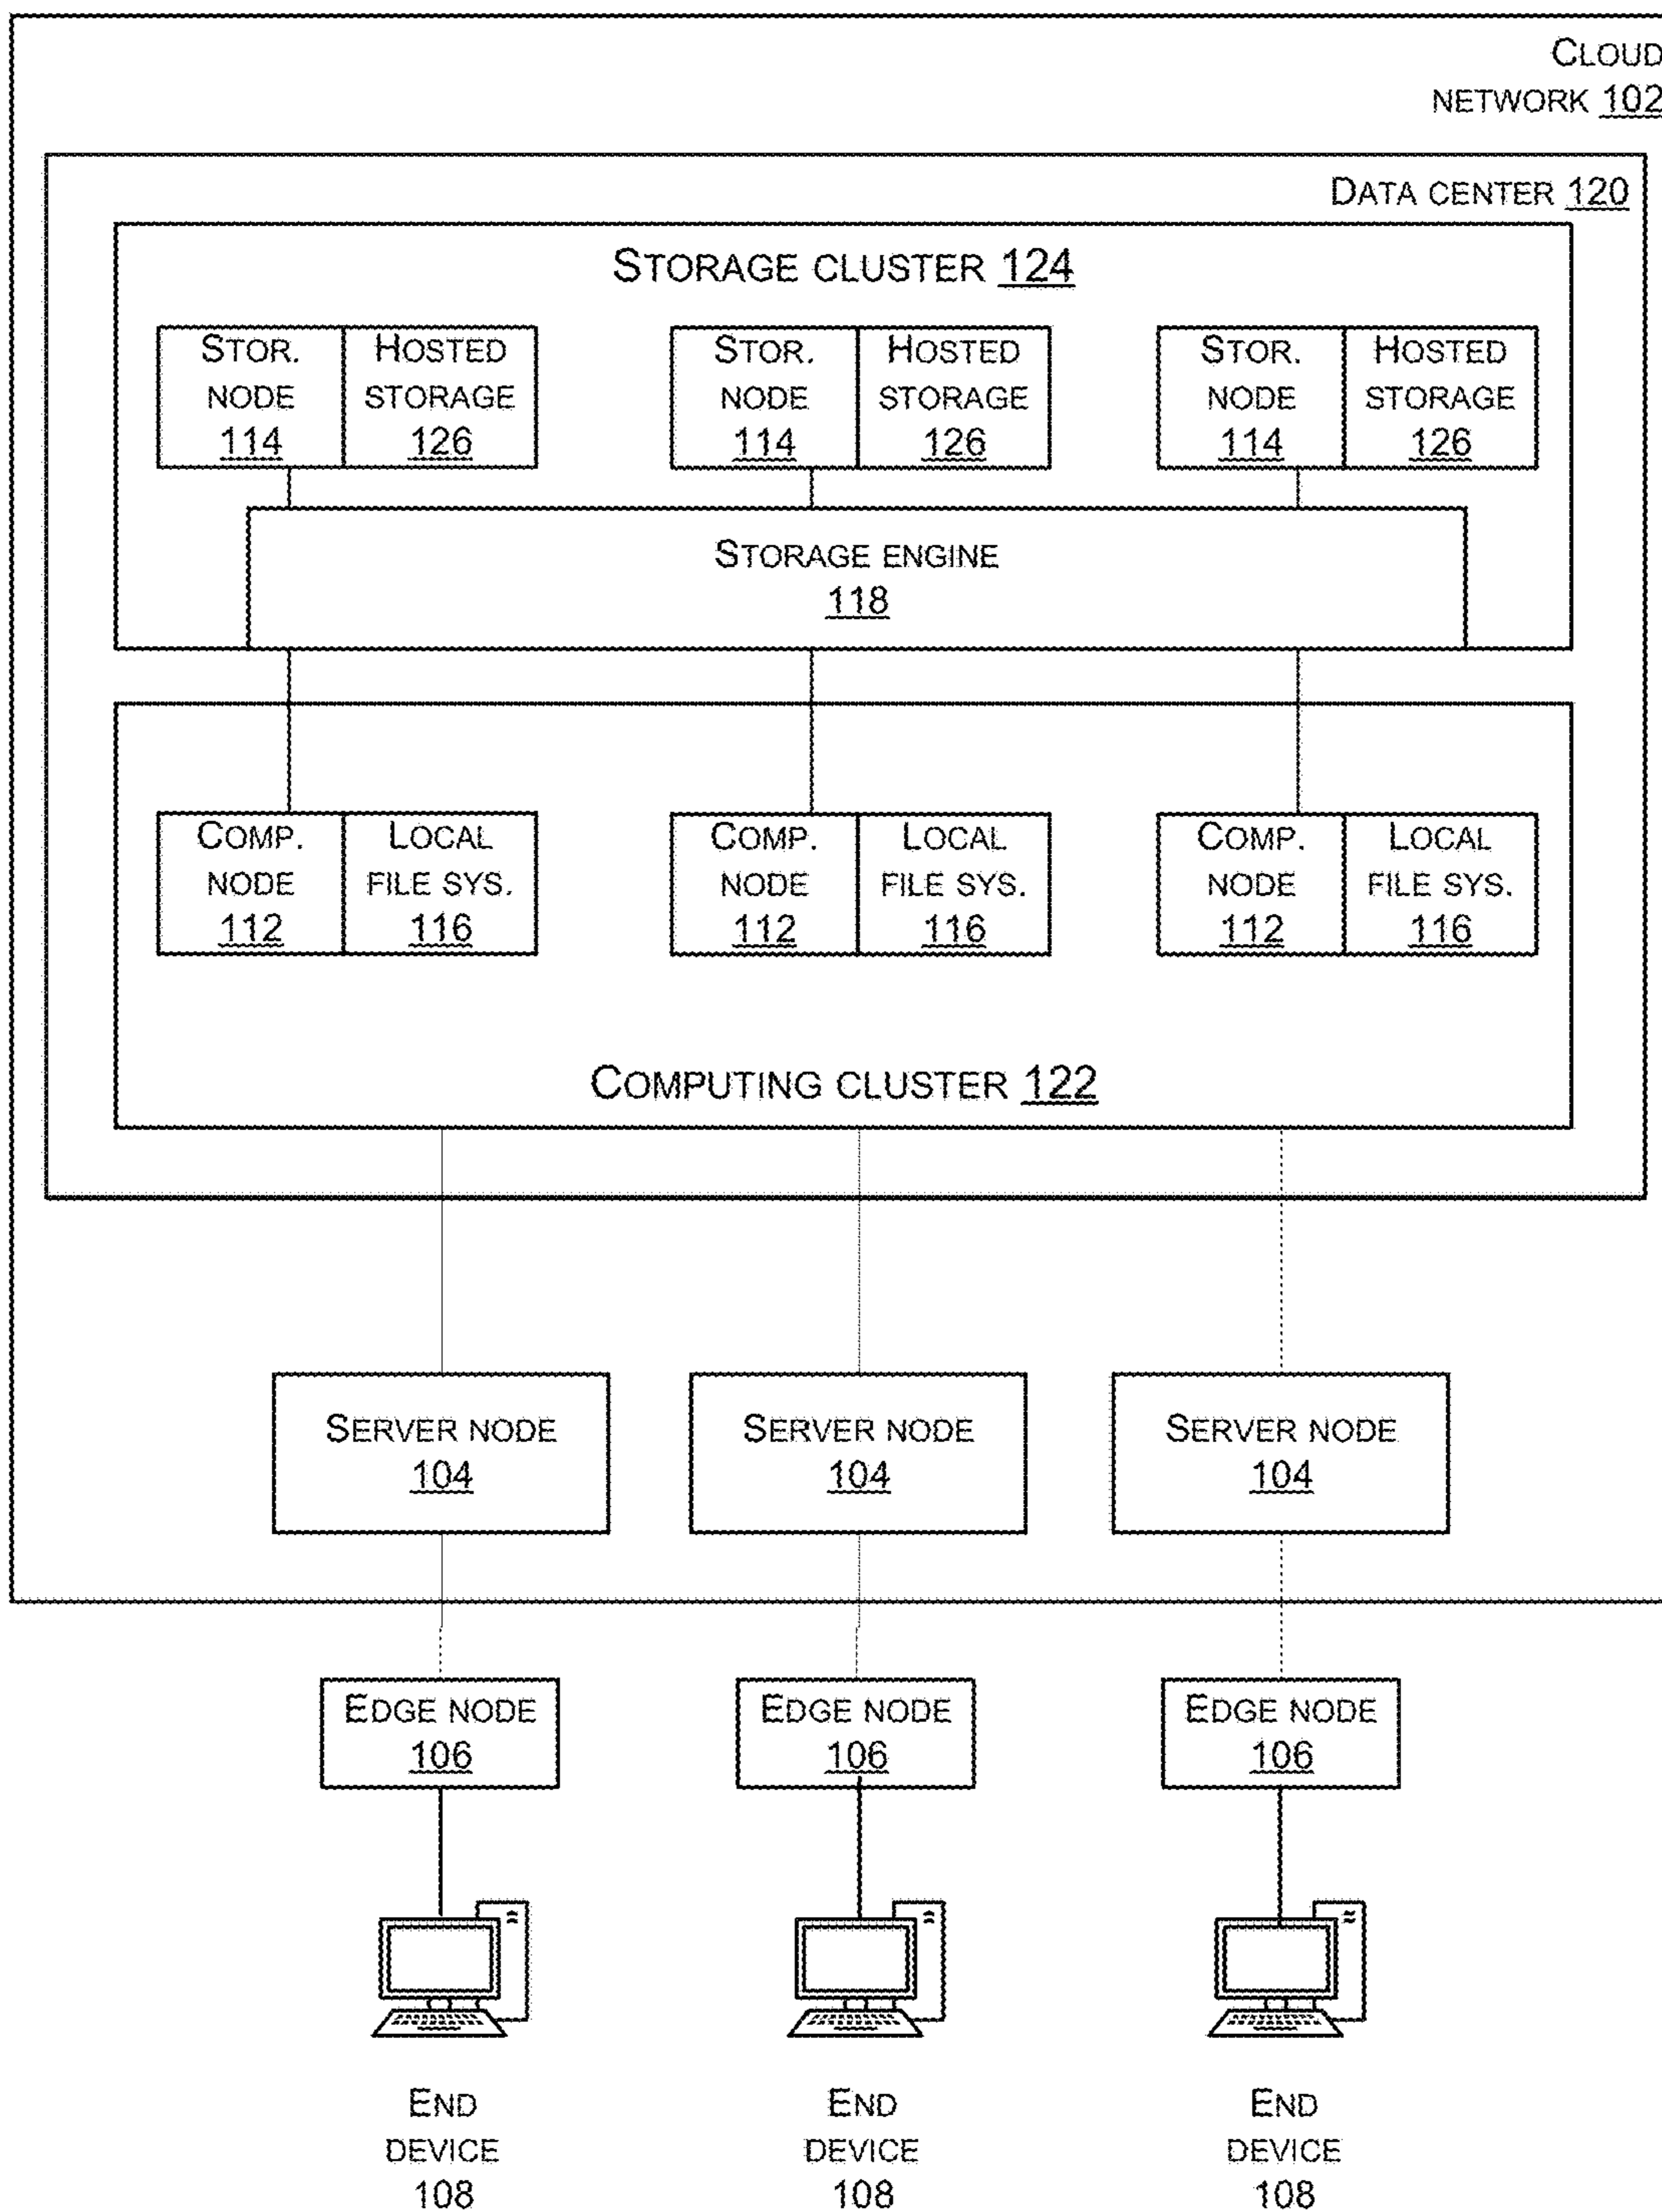 CLOUD
NETWORK 102
DATA CENTER 120
STORAGE CLUSTER 124
STOR.
NODE
114
HOSTED
STORAGE
126
STOR.
NODE
114
HOSTED
STORAGE
126
STOR.
NODE
114
HOSTED
STORAGE
126
STORAGE ENGINE
118
COMP.
NODE
112
LOCAL
FILE SYS.
116
COMP.
NODE
112
LOCAL
FILE SYS.
116
COMP.
NODE
112
LOCAL
FILE SYS.
116
COMPUTING CLUSTER 122
SERVER NODE
104
SERVER NODE
104
SERVER NODE
104
EDGE NODE
106
EDGE NODE
106
EDGE NODE
106
END
DEVICE
108
END
DEVICE
108
END
DEVICE
108